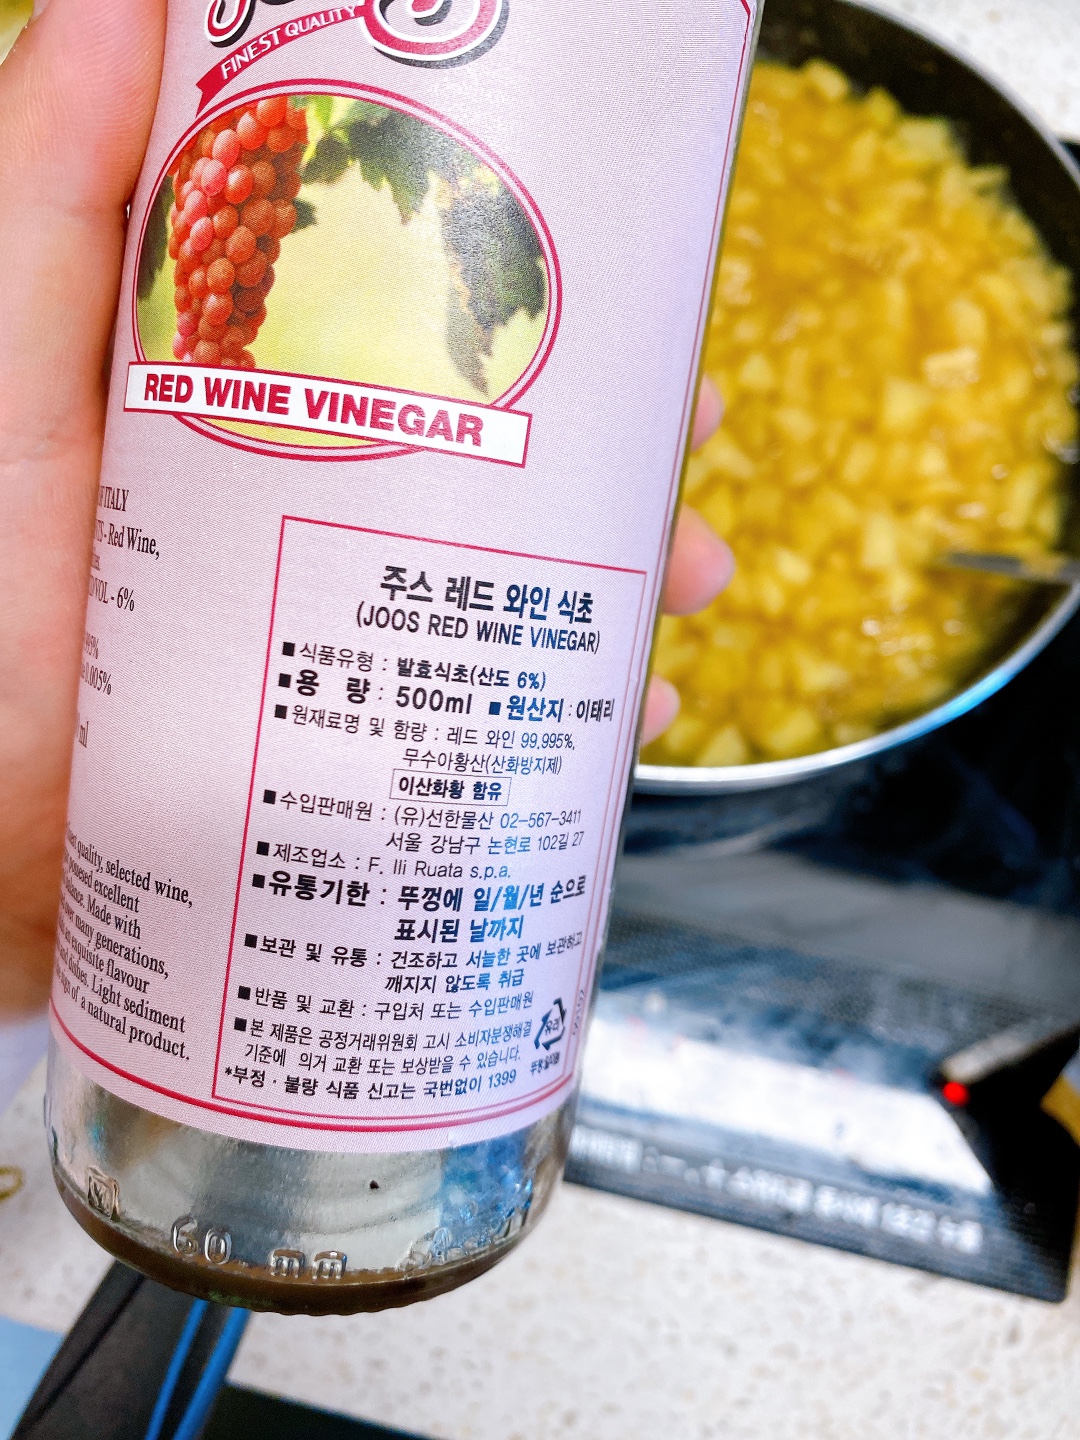 FINEST QUALITY
RED WINE VINEGAR
ITALY
Red Wine,
VOL - 6%
0.005%
ml
quality, selected wine,
excellent
Made with
many generations,
exquisite flavour
Light sediment
of a natural product.
주스 레드 와인 식초
(JOOS RED WINE VINEGAR)
■식품유형 : 발효식초(산도 6%)
■용 량 : 500ml ■원산지 : 이태리
■원재료명 및 함량 : 레드 와인 99.995%,
무수아황산(산화방지제)
이산화황 함유
■수입판매원 : (유)선한물산 02-567-3411
서울 강남구 논현로 102길 27
■제조업소 : F. lli Ruata s.p.a.
■유통기한 : 뚜껑에 일/월/년 순으로
표시된 날까지
■보관 및 유통 : 건조하고 서늘한 곳에 보관하고
깨지지 않도록 취급
■반품 및 교환 : 구입처 또는 수입판매원
■본 제품은 공정거래위원회 고시 소비자분쟁해결
기준에 의거 교환 또는 보상받을 수 있습니다.
*부정 · 불량 식품 신고는 국번없이 1399
유리
60 mm